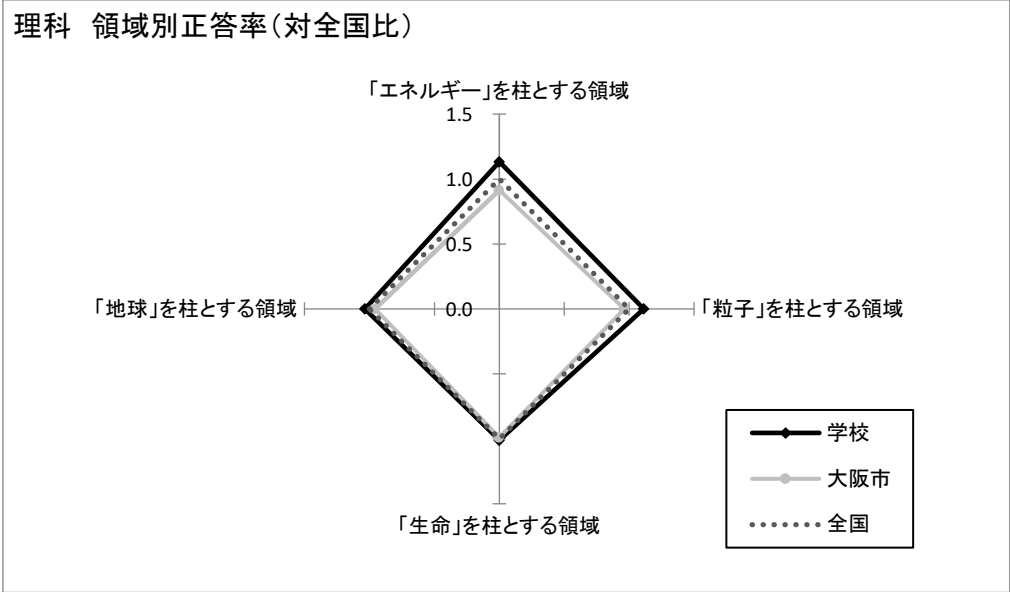 理科　領域別正答率（対全国比）
「エネルギー」を柱とする領域
1.5
1.0
0.5
0.0
「地球」を柱とする領域
「粒子」を柱とする領域
「生命」を柱とする領域
学校
大阪市
全国